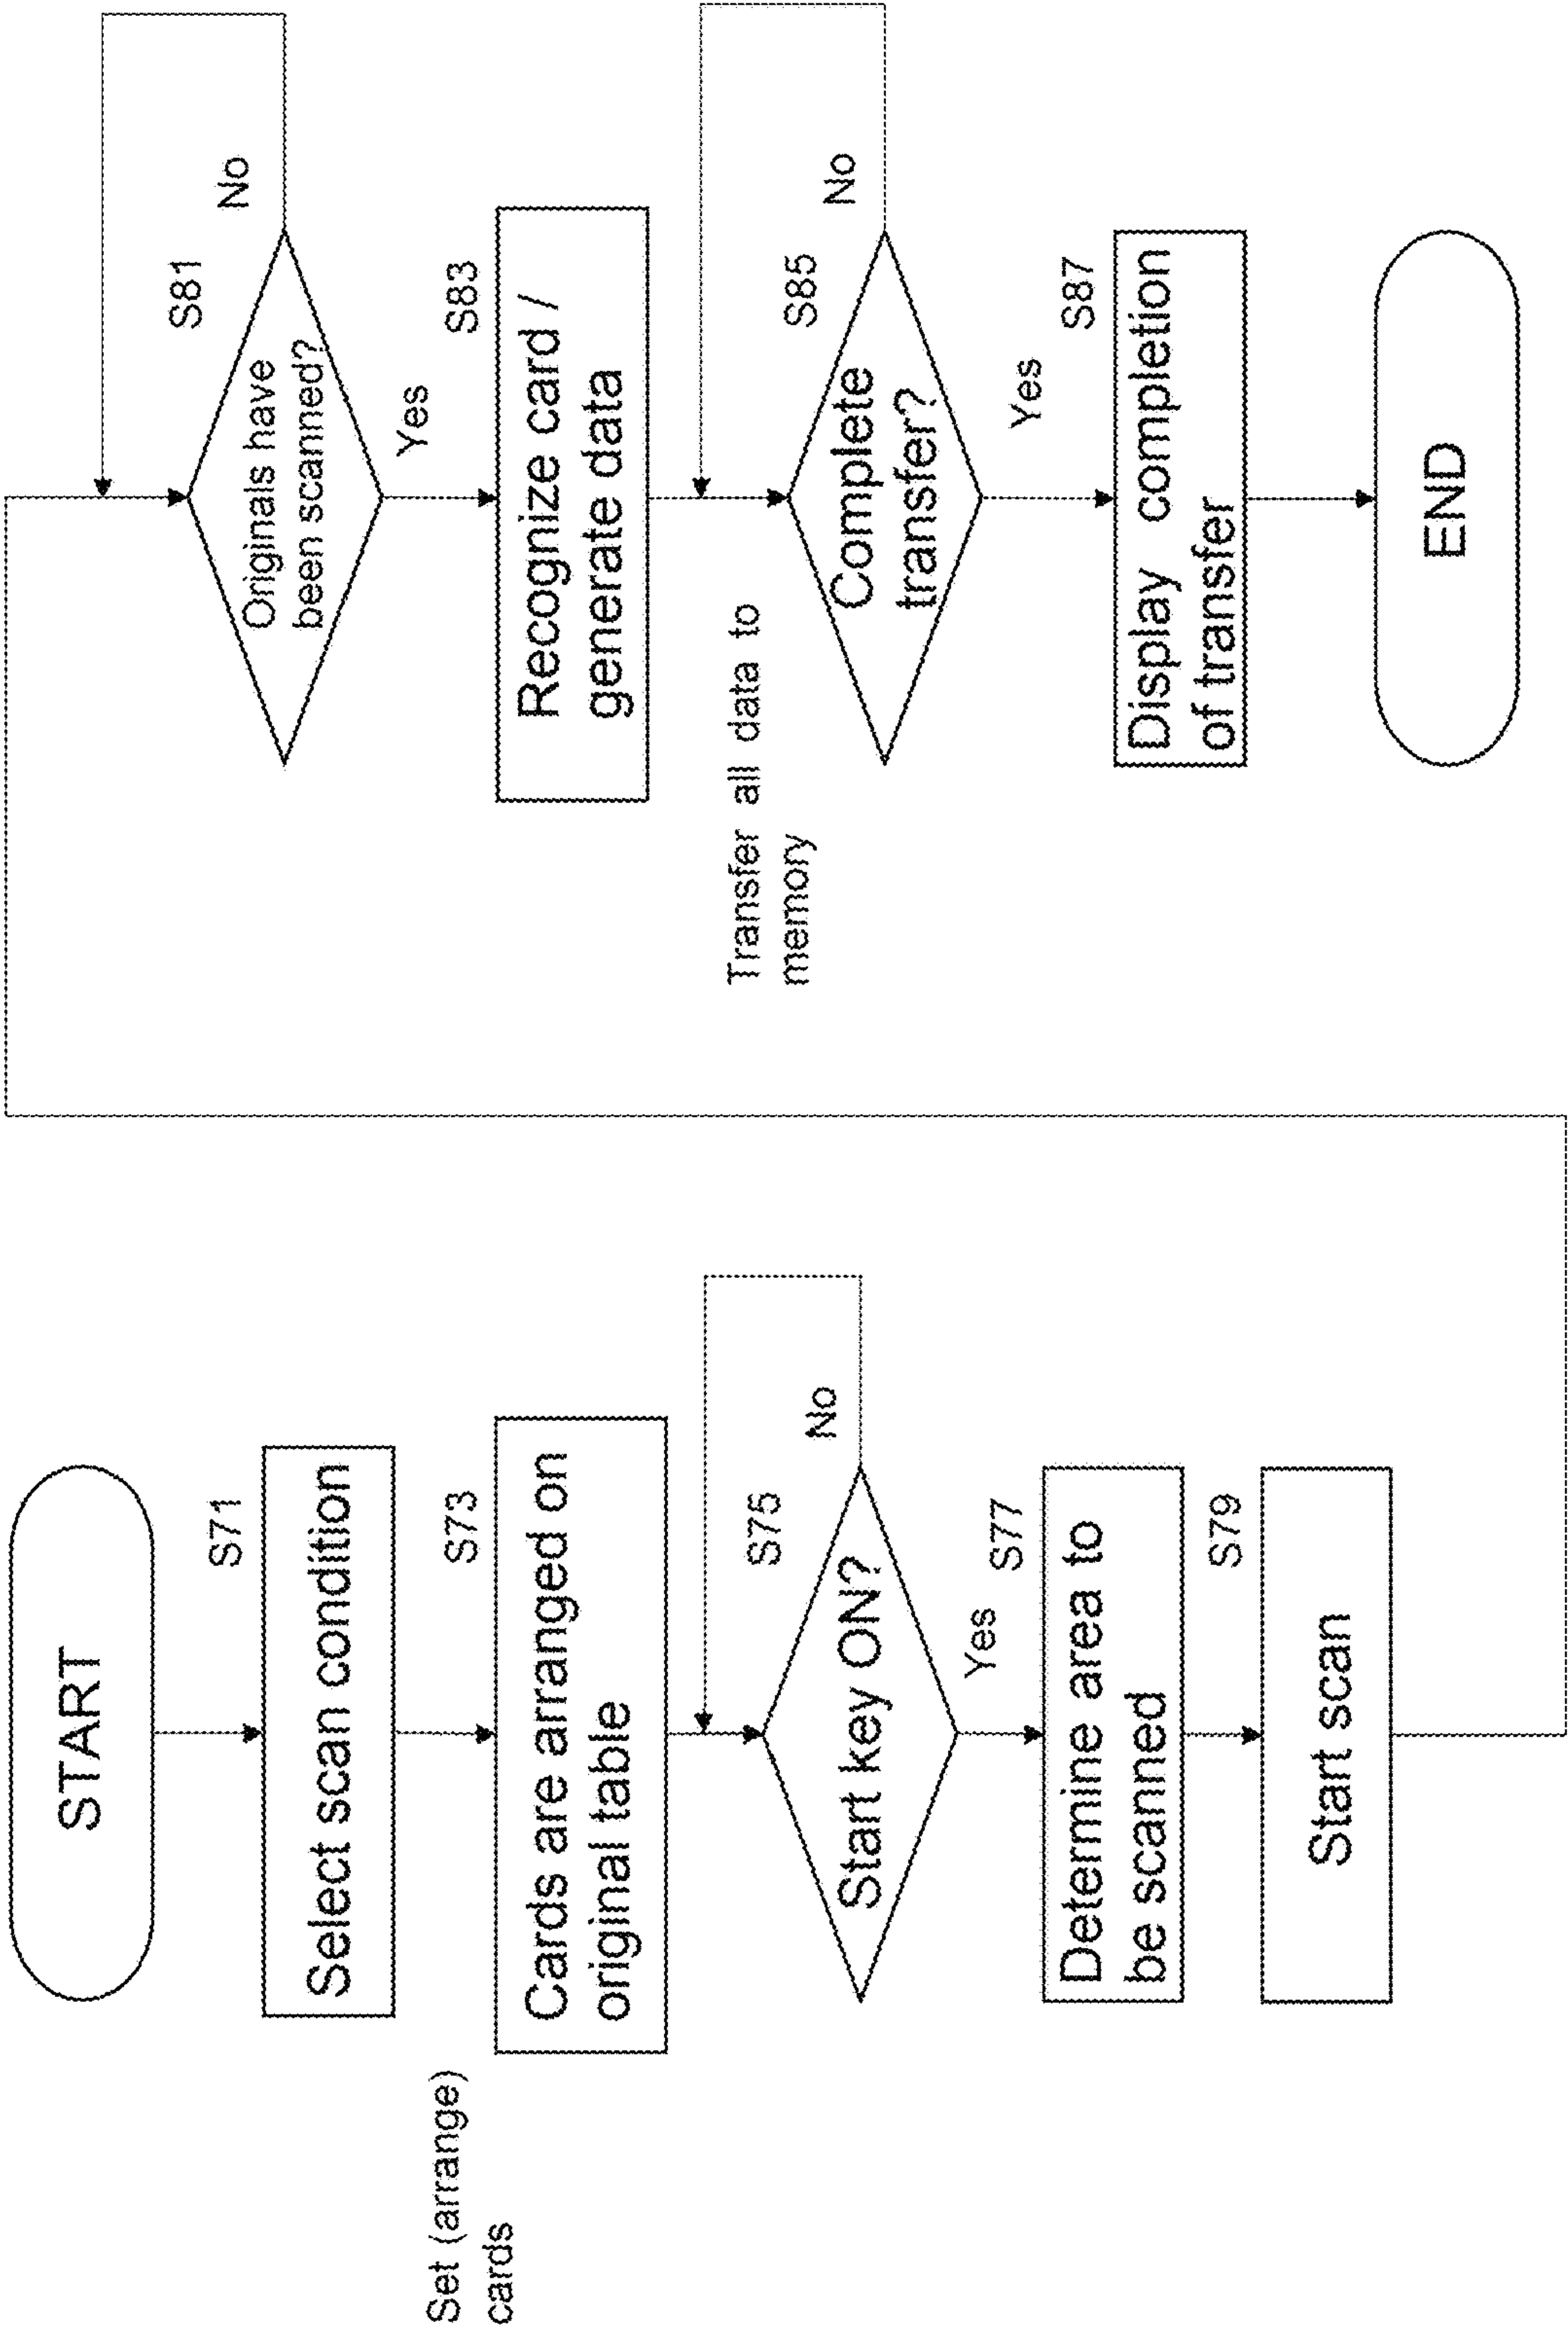 START
S71
Select scan condition
Set (arrange)
cards
S73
Cards are arranged on
original table
S75
Start key ON?
No
Yes
S77
Determine area to
be scanned
S79
Start scan
S81
Originals have
been scanned?
No
Yes
S83
Recognize card /
generate data
Transfer all data to
memory
S85
Complete
transfer?
No
Yes
S87
Display completion
of transfer
END